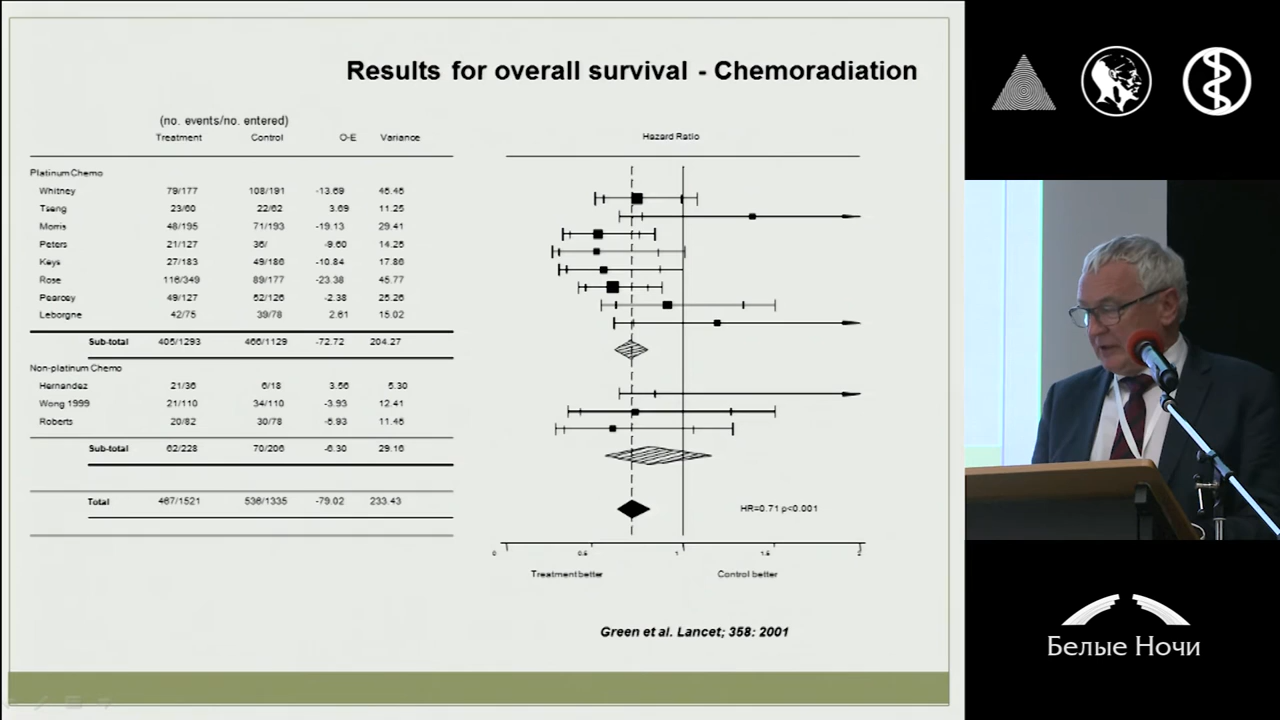 Results for overall survival - Chemoradiation
(no. events/no. entered)
Treatment Control O-E Variance
Hazard Ratio
Platinum Chemo
Whitney 79/177 108/191 -13.69 45.45
Tseng 23/60 22/62 3.69 11.25
Morris 48/195 71/193 -19.13 29.41
Peters 21/127 36/ -9.60 14.25
Keys 27/183 49/186 -10.84 17.86
Rose 116/349 89/177 -23.38 45.77
Pearcey 49/127 52/126 -2.38 25.26
Leborgne 42/75 39/78 2.61 15.02
Sub-total 405/1293 466/1129 -72.72 204.27
Non-platinum Chemo
Hernandez 21/36 6/18 3.56 5.30
Wong 1999 21/110 34/110 -3.93 12.41
Roberts 20/82 30/78 -5.93 11.45
Sub-total 62/228 70/206 -6.30 29.16
Total 467/1521 536/1335 -79.02 233.43
HR=0.71 p<0.001
0 0.5 1 1.5 2
Treatment better Control better
Green et al. Lancet; 358: 2001
Белые Ночи